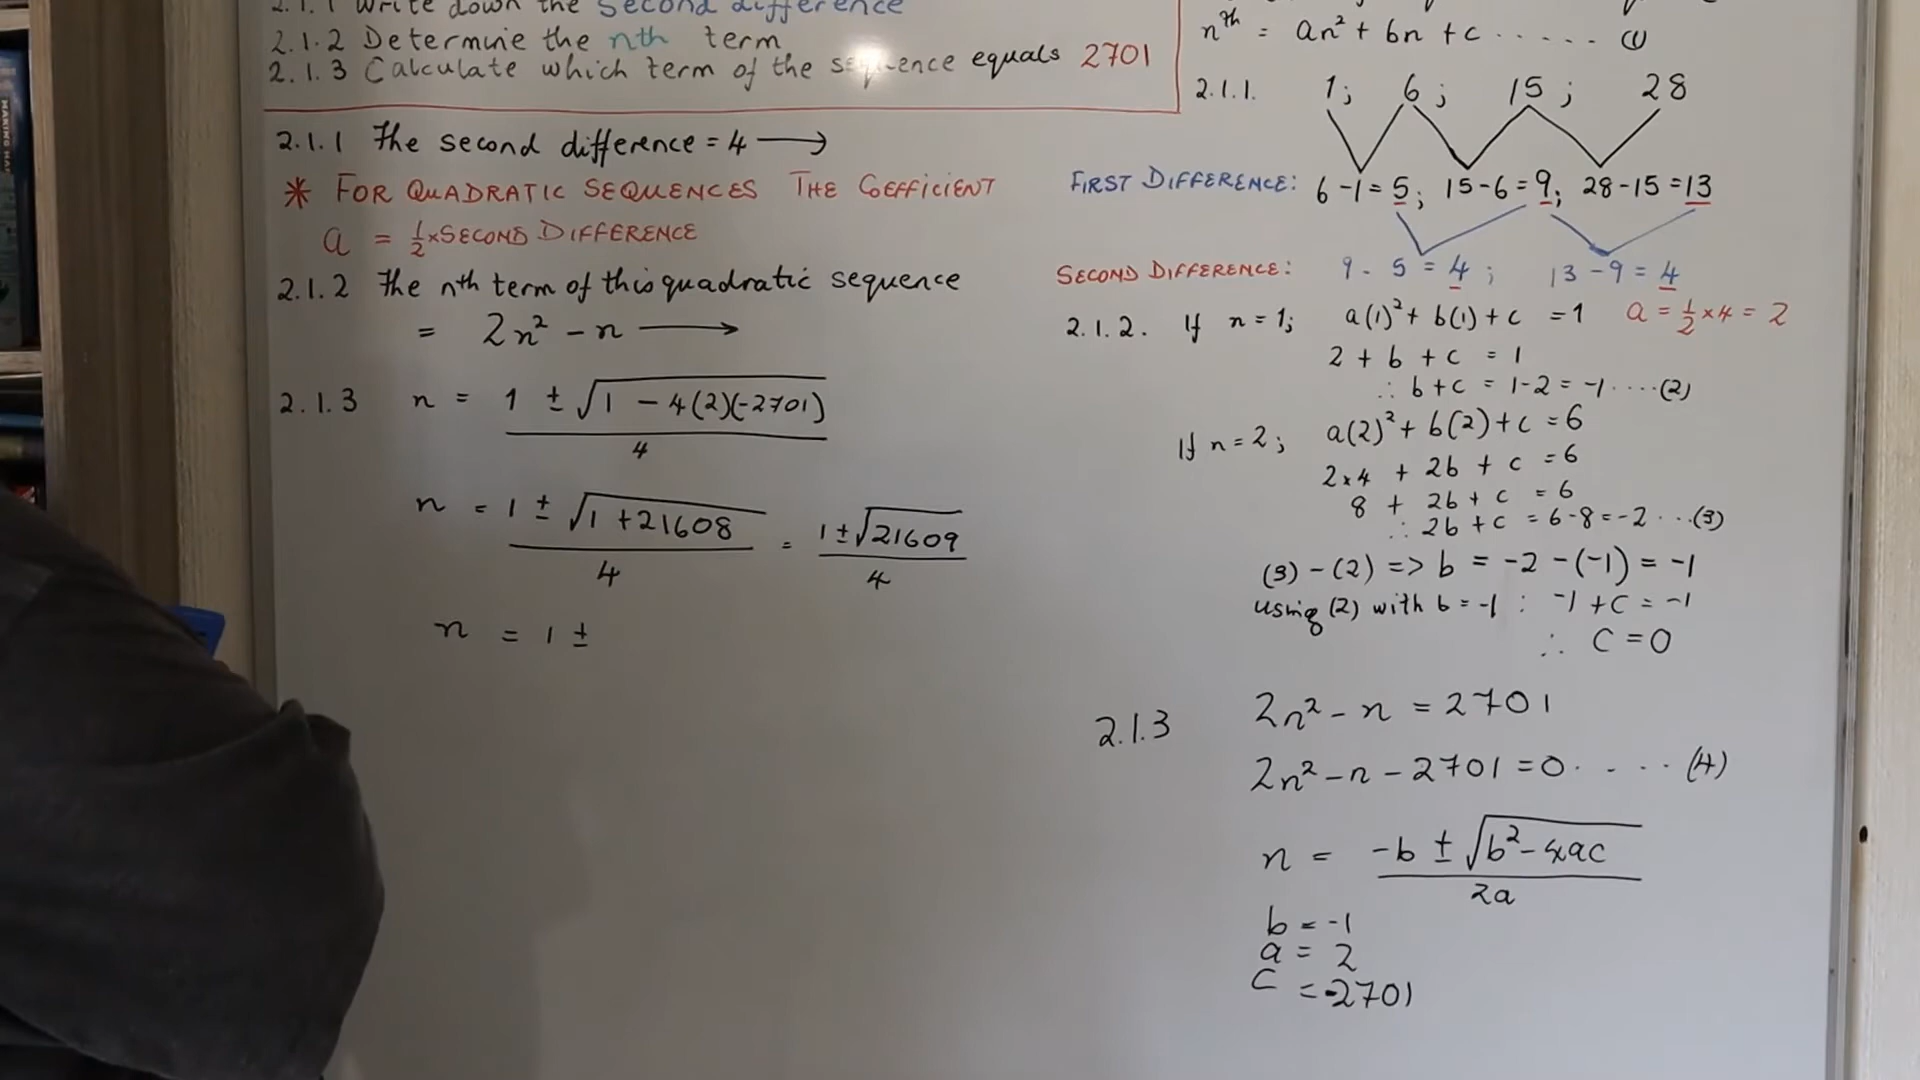 2.1.1 Write down the second difference
2.1.2 Determine the nth term
2.1.3 Calculate which term of the sequence equals 2701
2.1.1 The second difference = 4 ⟶
* FOR QUADRATIC SEQUENCES THE COEFFICIENT
a = ½ × SECOND DIFFERENCE
2.1.2 The nth term of this quadratic sequence
= 2n² - n ⟶
2.1.3 n = (1 ± √(1 - 4(2)(-2701))) / 4
n = (1 ± √(1 + 21608)) / 4 = (1 ± √21609) / 4
n = 1 ±
nᵗʰ = an² + bn + c ..... (1)
2.1.1. 1; 6; 15; 28
FIRST DIFFERENCE: 6-1=5; 15-6=9; 28-15=13
SECOND DIFFERENCE: 9-5=4; 13-9=4
2.1.2. If n=1; a(1)² + b(1) + c = 1 a = ½ × 4 = 2
2 + b + c = 1
∴ b + c = 1-2 = -1 ....(2)
If n=2; a(2)² + b(2) + c = 6
2×4 + 2b + c = 6
8 + 2b + c = 6
∴ 2b + c = 6-8 = -2 ...(3)
(3) - (2) => b = -2 - (-1) = -1
using (2) with b = -1 : -1 + c = -1
∴ C = 0
2.1.3 2n² - n = 2701
2n² - n - 2701 = 0 .....(4)
n = (-b ± √(b² - 4ac)) / 2a
b = -1
a = 2
C = -2701